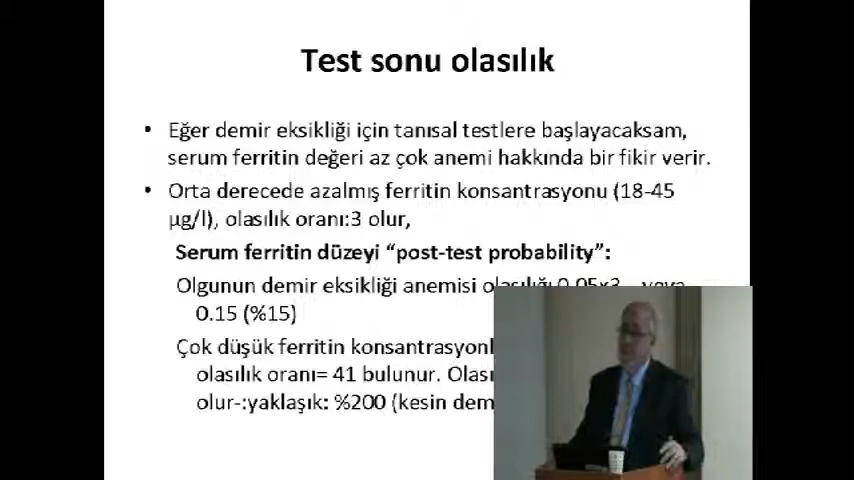 Test sonu olasılık
• Eğer demir eksikliği için tanısal testlere başlayacaksam,
serum ferritin değeri az çok anemi hakkında bir fikir verir.
• Orta derecede azalmış ferritin konsantrasyonu (18-45
µg/l), olasılık oranı:3 olur,
Serum ferritin düzeyi “post-test probability”:
Olgunun demir eksikliği anemisi olasılığı 0.05x3 veya
0.15 (%15)
Çok düşük ferritin
olasılık oranı= 41 bulunur.
olur-:yaklaşık: %200 (kesin